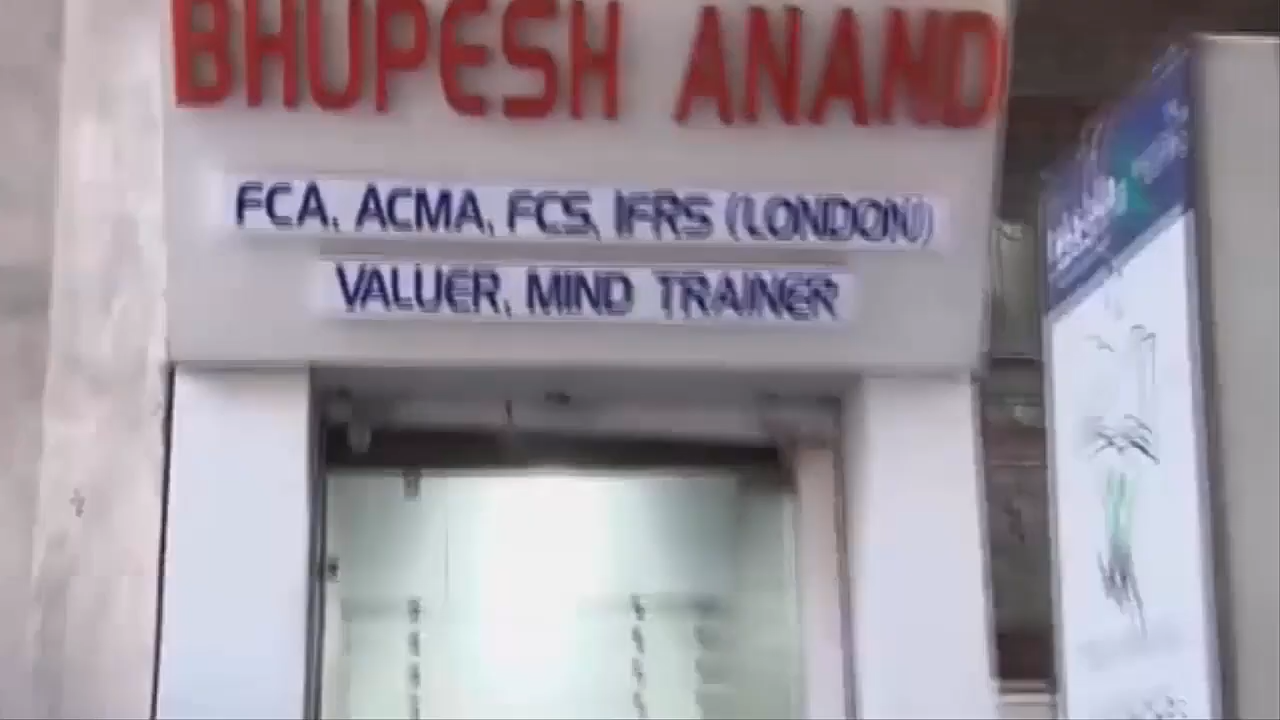 BHUPESH ANAND
FCA, ACMA, FCS, IFRS (LONDON)
VALUER, MIND TRAINER